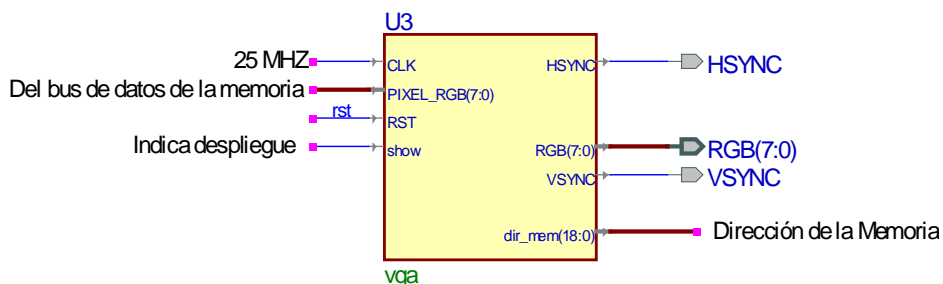 U3
25 MHZ
CLK
HSYNC
HSYNC
Del bus de datos de la memoria
PIXEL_RGB(7:0)
rst
RST
Indica despliegue
show
RGB(7:0)
RGB(7:0)
VSYNC
VSYNC
dir_mem(18:0)
Dirección de la Memoria
vga